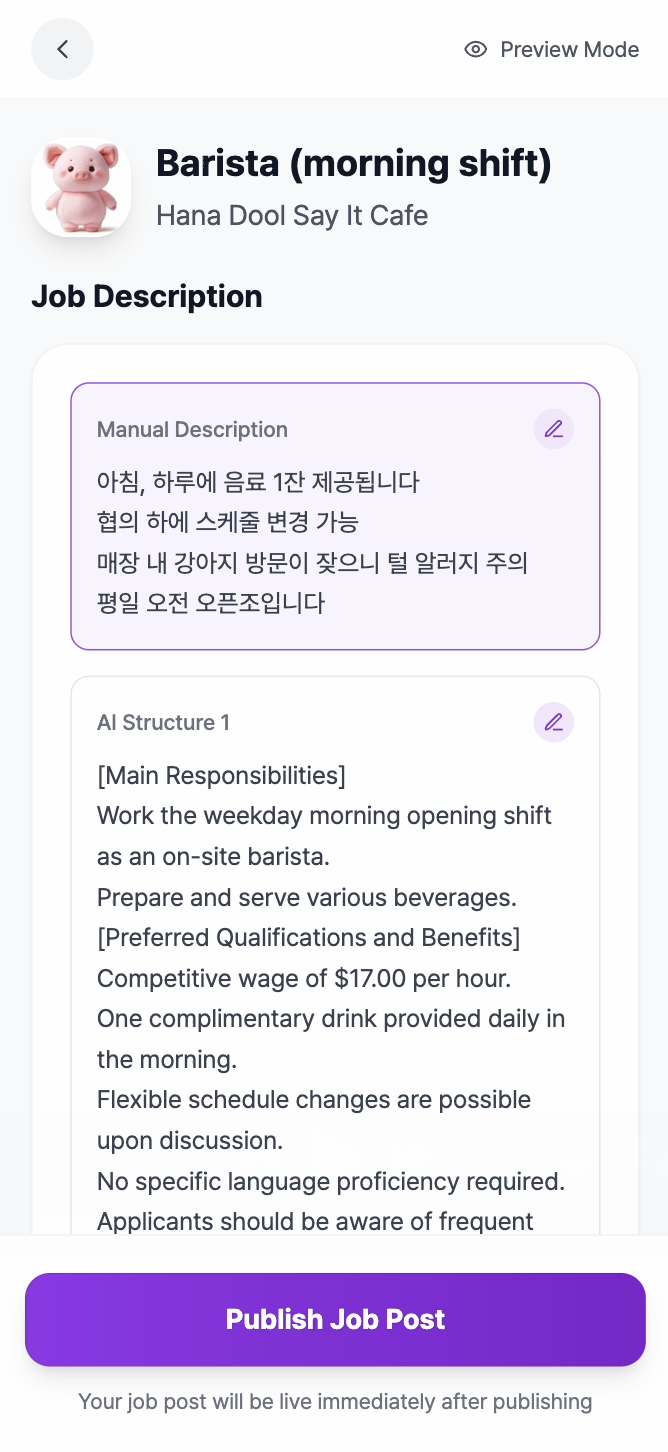 Preview Mode
Barista (morning shift)
Hana Dool Say It Cafe
Job Description
Manual Description
아침, 하루에 음료 1잔 제공됩니다
협의 하에 스케줄 변경 가능
매장 내 강아지 방문이 잦으니 털 알러지 주의
평일 오전 오픈조입니다
AI Structure 1
[Main Responsibilities]
Work the weekday morning opening shift
as an on-site barista.
Prepare and serve various beverages.
[Preferred Qualifications and Benefits]
Competitive wage of $17.00 per hour.
One complimentary drink provided daily in
the morning.
Flexible schedule changes are possible
upon discussion.
No specific language proficiency required.
Applicants should be aware of frequent
Publish Job Post
Your job post will be live immediately after publishing